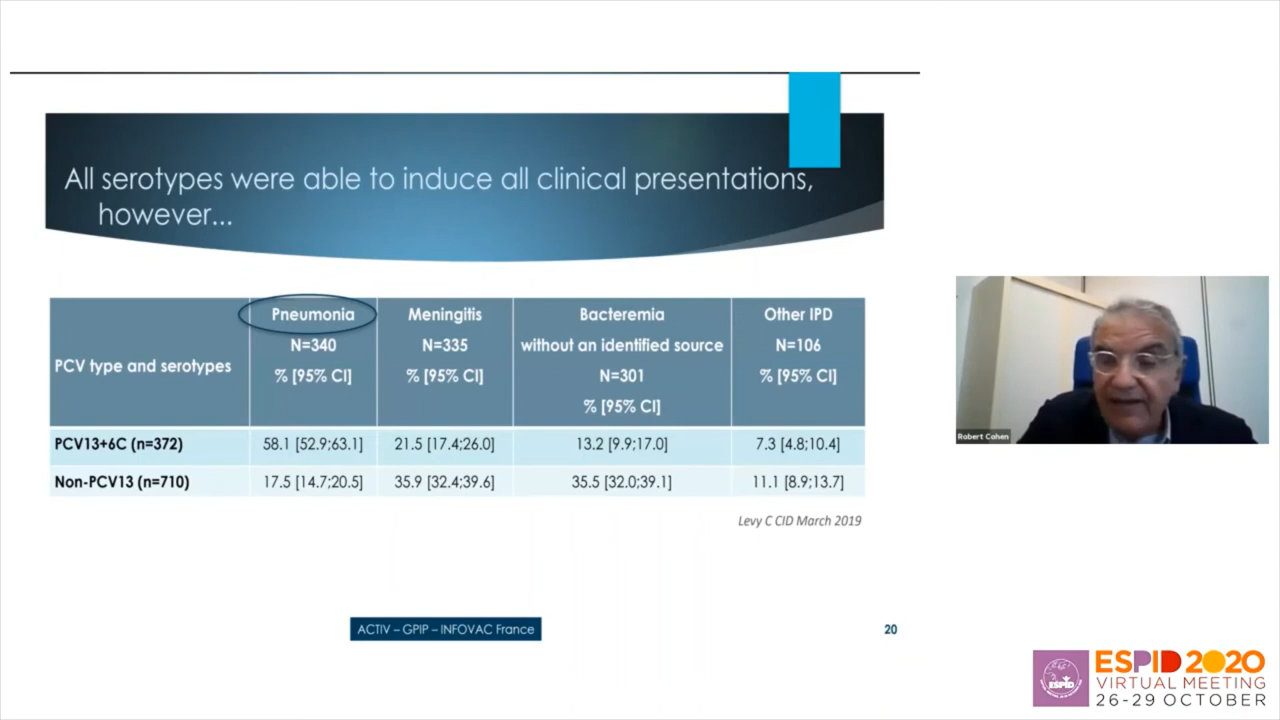 All serotypes were able to induce all clinical presentations,
however...
PCV type and serotypes
Pneumonia
N=340
% [95% CI]
Meningitis
N=335
% [95% CI]
Bacteremia
without an identified source
N=301
% [95% CI]
Other IPD
N=106
% [95% CI]
PCV13+6C (n=372) 58.1 [52.9;63.1] 21.5 [17.4;26.0] 13.2 [9.9;17.0] 7.3 [4.8;10.4]
Non-PCV13 (n=710) 17.5 [14.7;20.5] 35.9 [32.4;39.6] 35.5 [32.0;39.1] 11.1 [8.9;13.7]
Levy C CID March 2019
ACTIV – GPIP – INFOVAC France
20
Robert Cohen
ESPID
ESPID 2020
VIRTUAL MEETING
26-29 OCTOBER